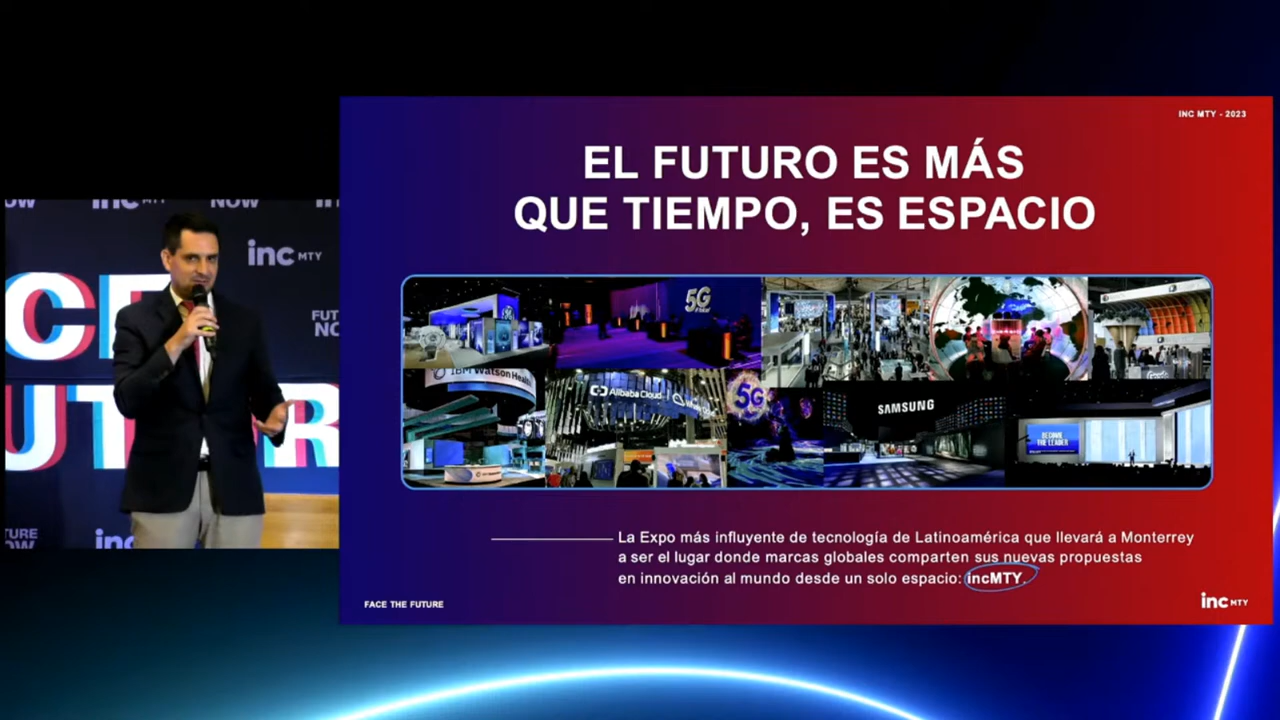 INC MTY - 2023
EL FUTURO ES MÁS
QUE TIEMPO, ES ESPACIO
5G
IBM Watson Health
Alibaba Cloud
5G
SAMSUNG
BECOME
THE LEADER
La Expo más influyente de tecnología de Latinoamérica que llevará a Monterrey
a ser el lugar donde marcas globales comparten sus nuevas propuestas
en innovación al mundo desde un solo espacio: incMTY.
FACE THE FUTURE
inc MTY
NOW
inc MTY